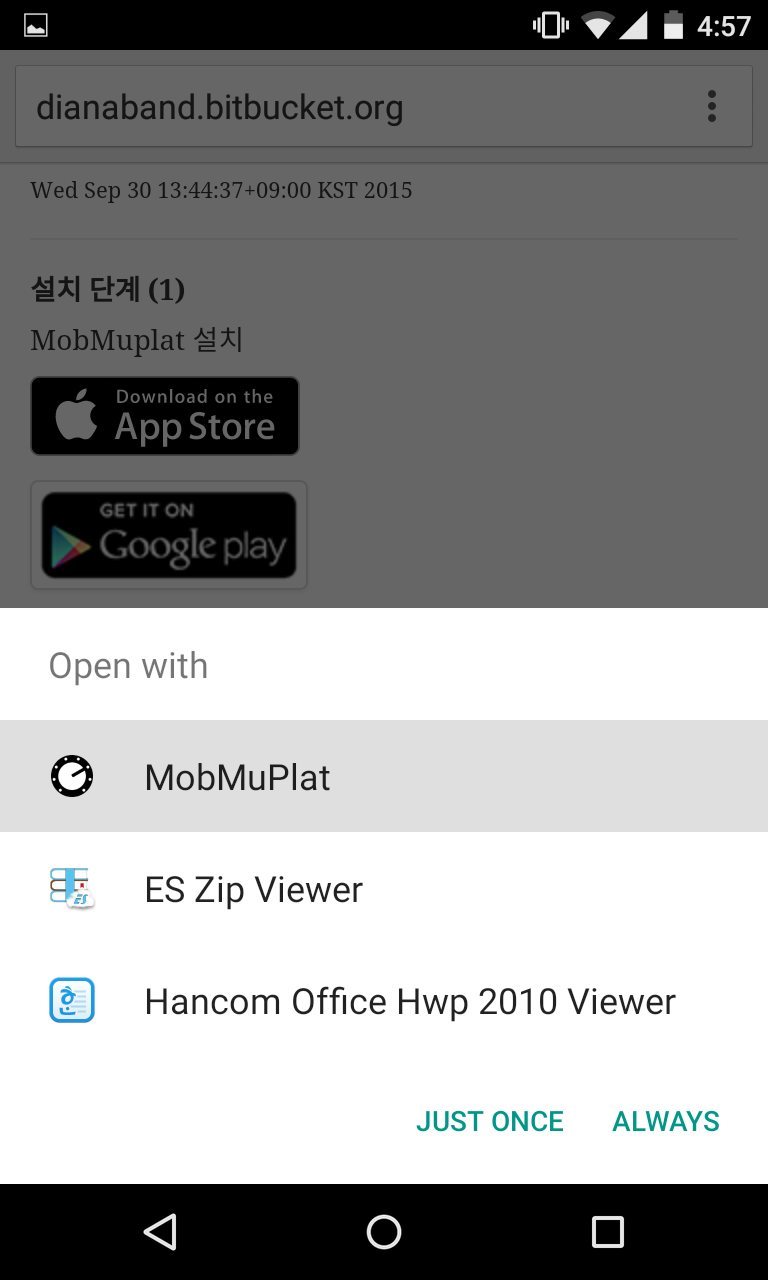 4:57
dianaband.bitbucket.org
Wed Sep 30 13:44:37+09:00 KST 2015
설치 단계 (1)
MobMuplat 설치
Download on the
App Store
GET IT ON
Google play
Open with
MobMuPlat
ES
ES Zip Viewer
한
Hancom Office Hwp 2010 Viewer
JUST ONCE ALWAYS